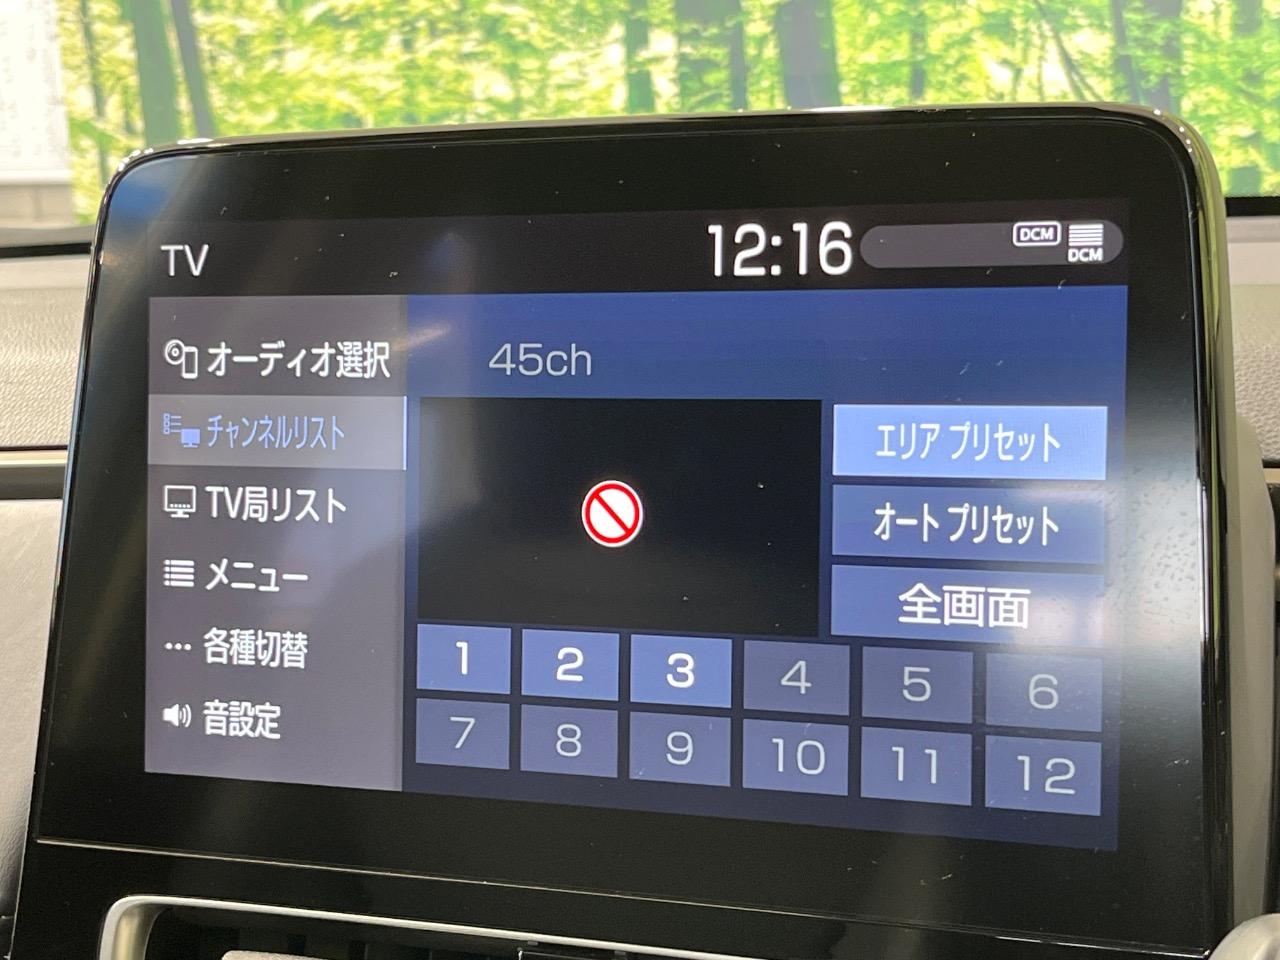 TV
12:16
DCM
DCM
オーディオ選択
45ch
チャンネルリスト
エリア プリセット
TV局リスト
オート プリセット
メニュー
全画面
各種切替
音設定
1 2 3 4 5 6
7 8 9 10 11 12